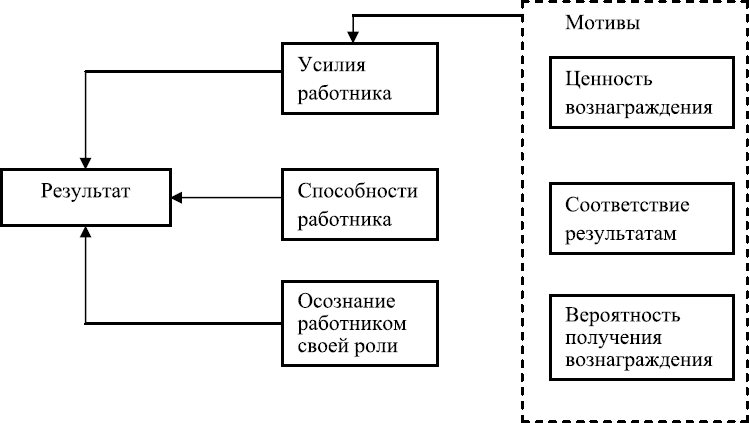 Мотивы
Усилия
работника
Ценность
вознаграждения
Результат
Способности
работника
Соответствие
результатам
Осознание
работником
своей роли
Вероятность
получения
вознаграждения